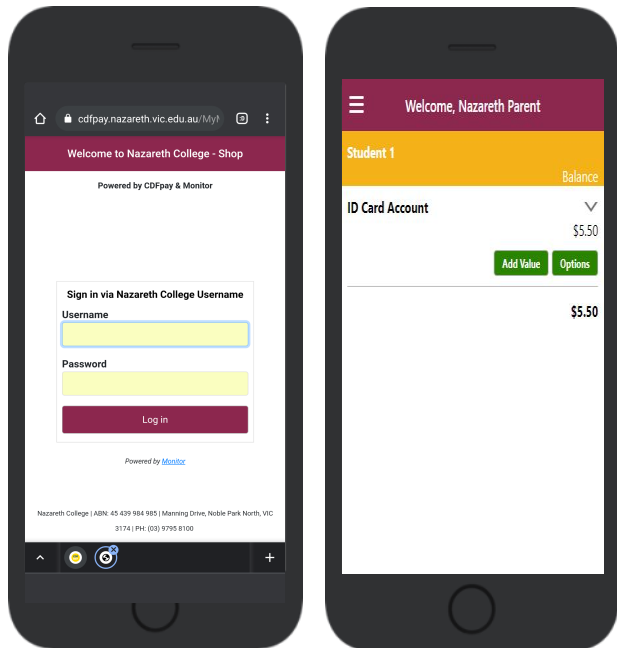 cdfpay.nazareth.vic.edu.au/My
Welcome to Nazareth College - Shop
Powered by CDFpay & Monitor
Sign in via Nazareth College Username
Username
Password
Log in
Powered by Monitor
Nazareth College | ABN: 45 439 984 985 | Manning Drive, Noble Park North, VIC
3174 | PH: (03) 9795 8100
Welcome, Nazareth Parent
Student 1
Balance
ID Card Account
$5.50
Add Value Options
$5.50